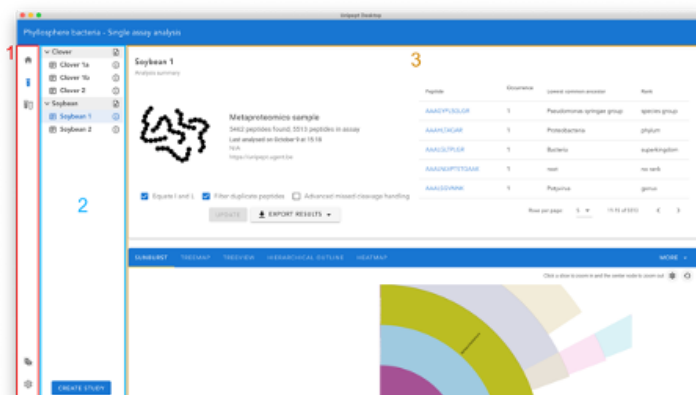 Unipept Desktop
Phyllosphere bacteria - Single assay analysis
1
Clover
Clover 1a
Clover 1b
Clover 2
Soybean
Soybean 1
Soybean 2
2
CREATE STUDY
3
Soybean 1
Analysis summary
Metaproteomics sample
Last analysed on October 9 at 15:18
N/A
https://unipept.ugent.be
Equate I and L
Filter duplicate peptides
Advanced missed cleavage handling
UPDATE
EXPORT RESULTS
Peptide
Occurrence
Lowest common ancestor
Rank
1
Pseudomonas syringae group
species group
1
Proteobacteria
phylum
1
Bacteria
superkingdom
1
root
no rank
1
genus
Rows per page:
5
SUNBURST
TREEMAP
TREEVIEW
HIERARCHICAL OUTLINE
HEATMAP
MORE
Click a slice to zoom in and the center node to zoom out